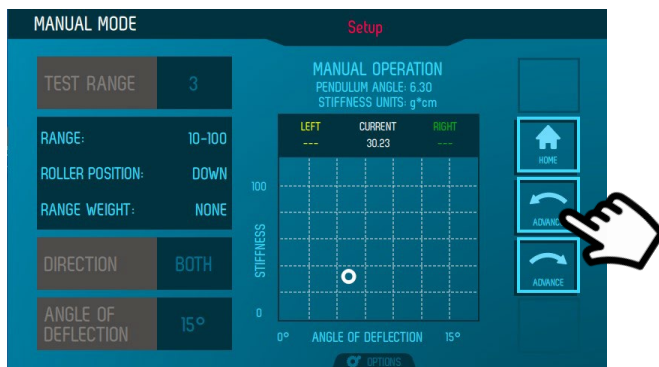 MANUAL MODE
Setup
TEST RANGE 3
RANGE: 10-100
ROLLER POSITION: DOWN
RANGE WEIGHT: NONE
DIRECTION BOTH
ANGLE OF
DEFLECTION
15°
MANUAL OPERATION
PENDULUM ANGLE: 6.30
STIFFNESS UNITS: g*cm
LEFT CURRENT RIGHT
--- 30.23 ---
100
STIFFNESS
0
0° ANGLE OF DEFLECTION 15°
OPTIONS
HOME
ADVANC
ADVANCE